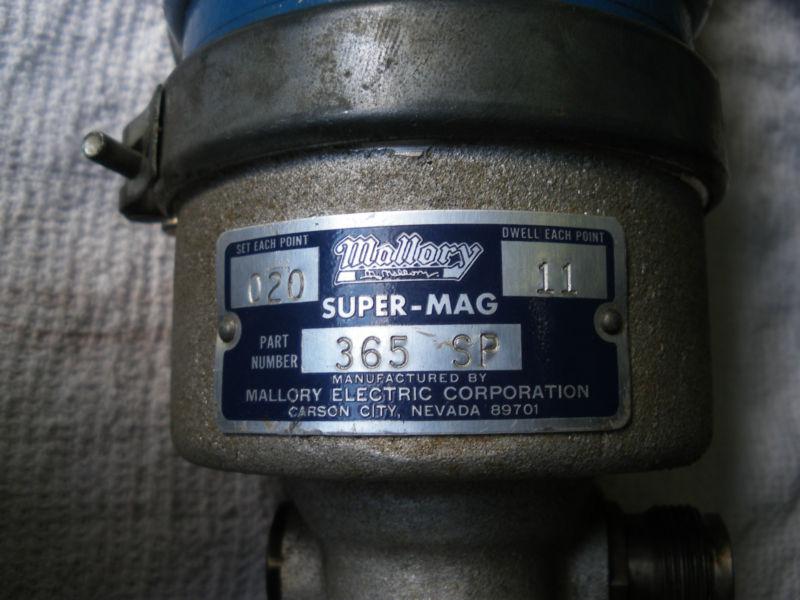 SET EACH POINT
020
Mallory
M. Mallory
DWELL EACH POINT
11
SUPER-MAG
PART NUMBER
365 SP
MANUFACTURED BY
MALLORY ELECTRIC CORPORATION
CARSON CITY, NEVADA 89701